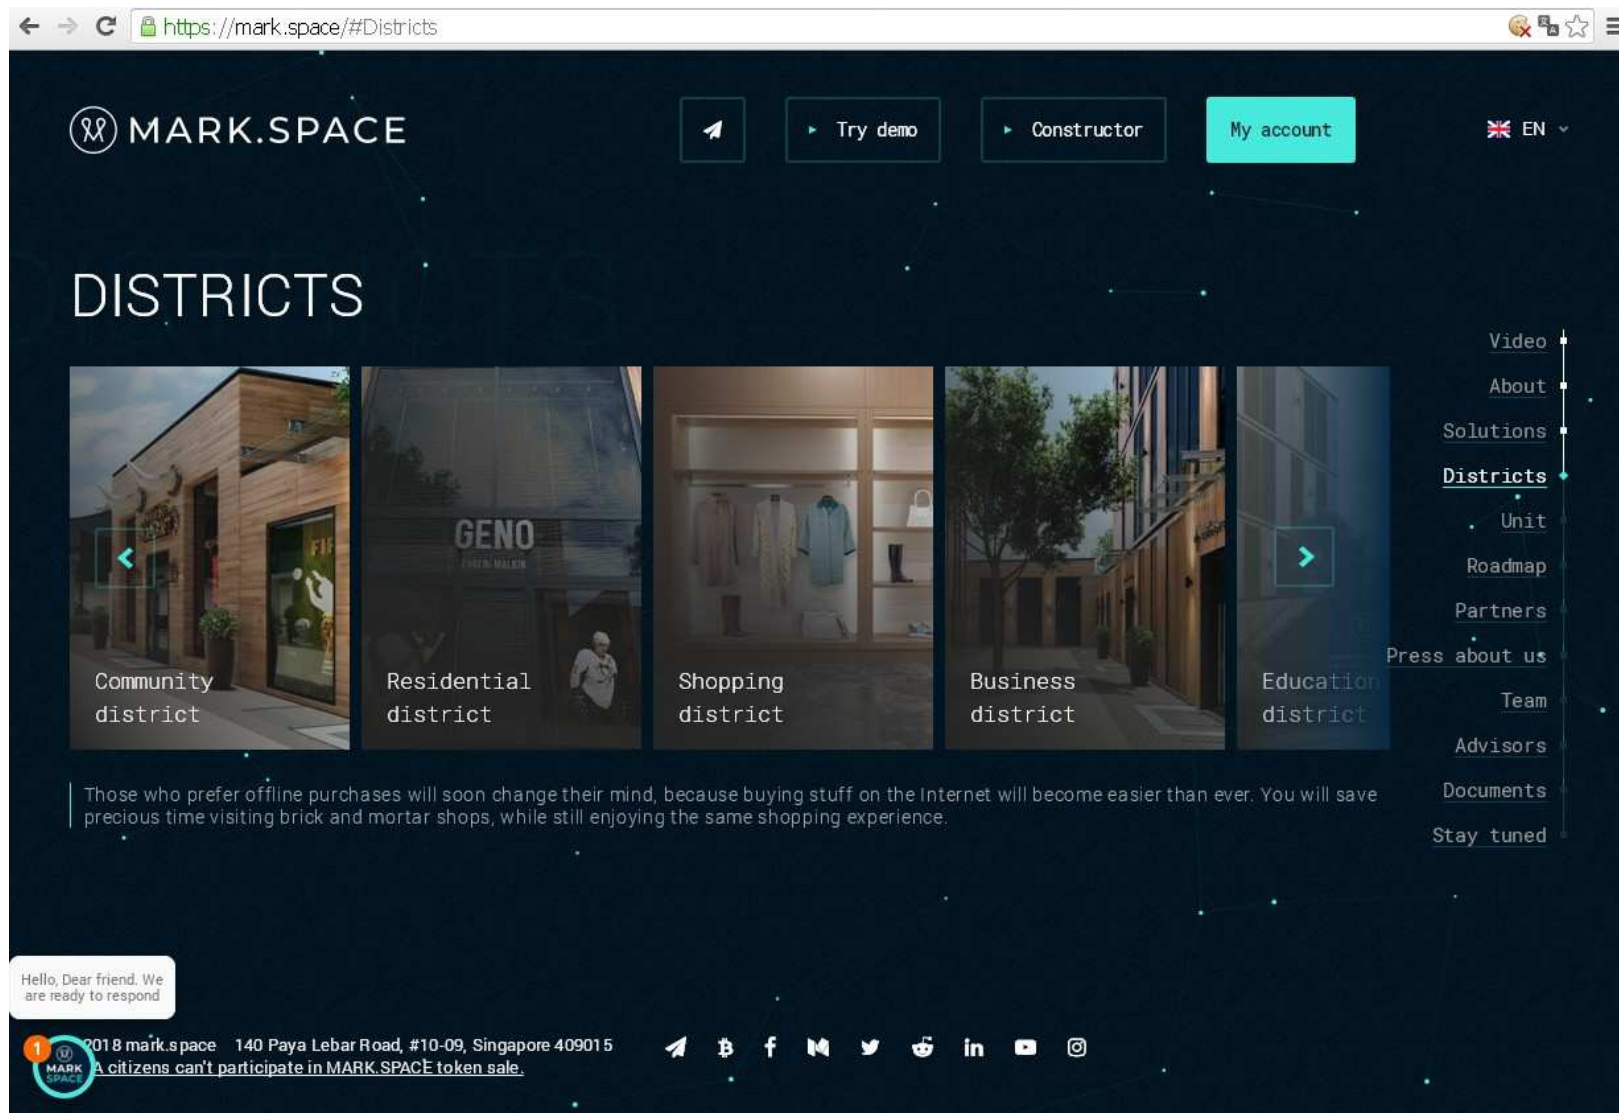 https://mark.space/#Districts
MARK.SPACE
Try demo
Constructor
My account
EN
DISTRICTS
Video
About
Solutions
Districts
Unit
Roadmap
Partners
Press about us
Team
Advisors
Documents
Stay tuned
GENO
Community
district
Residential
district
Shopping
district
Business
district
Education
district
Those who prefer offline purchases will soon change their mind, because buying stuff on the Internet will become easier than ever. You will save
precious time visiting brick and mortar shops, while still enjoying the same shopping experience.
Hello, Dear friend. We
are ready to respond
1
MARK
SPACE
2018 mark.space 140 Paya Lebar Road, #10-09, Singapore 409015
A citizens can't participate in MARK.SPACE token sale.